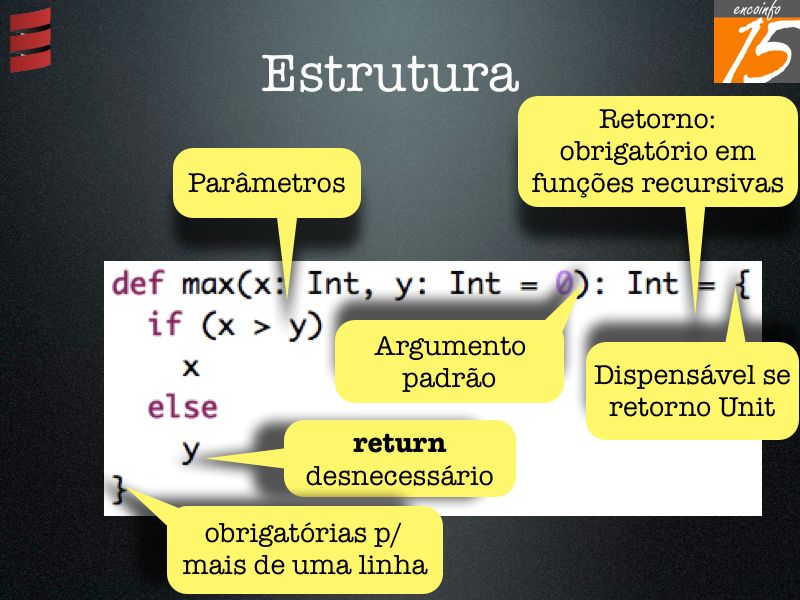 encoinfo
15
Estrutura
Retorno:
obrigatório em
funções recursivas
Parâmetros
def max(x: Int, y: Int = 0): Int = {
if (x > y)
x
else
y
}
Argumento
padrão
Dispensável se
retorno Unit
return
desnecessário
obrigatórias p/
mais de uma linha